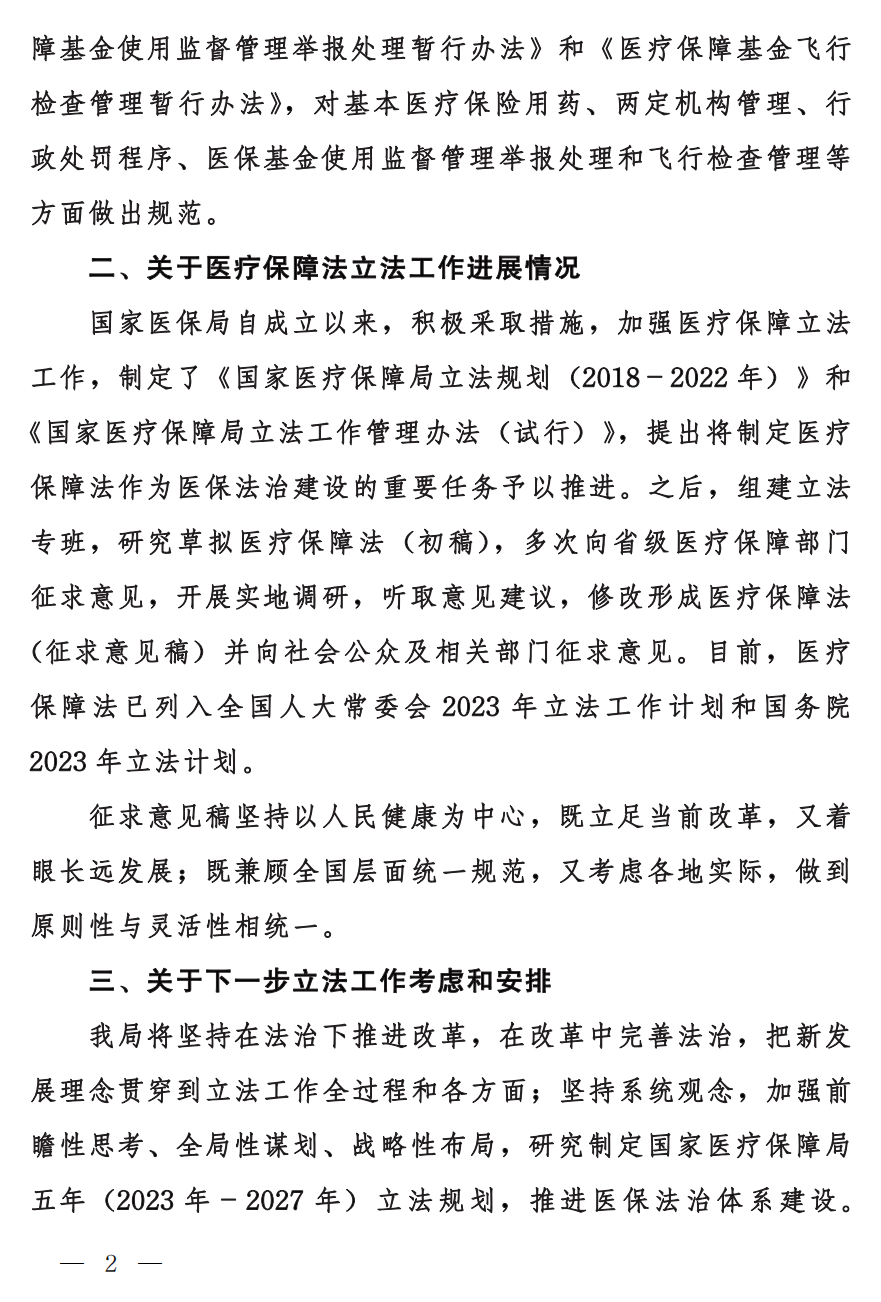 障基金使用监督管理举报处理暂行办法》和《医疗保障基金飞行
检查管理暂行办法》，对基本医疗保险用药、两定机构管理、行
政处罚程序、医保基金使用监督管理举报处理和飞行检查管理等
方面做出规范。
二、关于医疗保障法立法工作进展情况
国家医保局自成立以来，积极采取措施，加强医疗保障立法
工作，制定了《国家医疗保障局立法规划（2018－2022 年）》和
《国家医疗保障局立法工作管理办法（试行）》，提出将制定医疗
保障法作为医保法治建设的重要任务予以推进。之后，组建立法
专班，研究草拟医疗保障法（初稿），多次向省级医疗保障部门
征求意见，开展实地调研，听取意见建议，修改形成医疗保障法
（征求意见稿）并向社会公众及相关部门征求意见。目前，医疗
保障法已列入全国人大常委会 2023 年立法工作计划和国务院
2023 年立法计划。
征求意见稿坚持以人民健康为中心，既立足当前改革，又着
眼长远发展；既兼顾全国层面统一规范，又考虑各地实际，做到
原则性与灵活性相统一。
三、关于下一步立法工作考虑和安排
我局将坚持在法治下推进改革，在改革中完善法治，把新发
展理念贯穿到立法工作全过程和各方面；坚持系统观念，加强前
瞻性思考、全局性谋划、战略性布局，研究制定国家医疗保障局
五年（2023 年－2027 年）立法规划，推进医保法治体系建设。
— 2 —